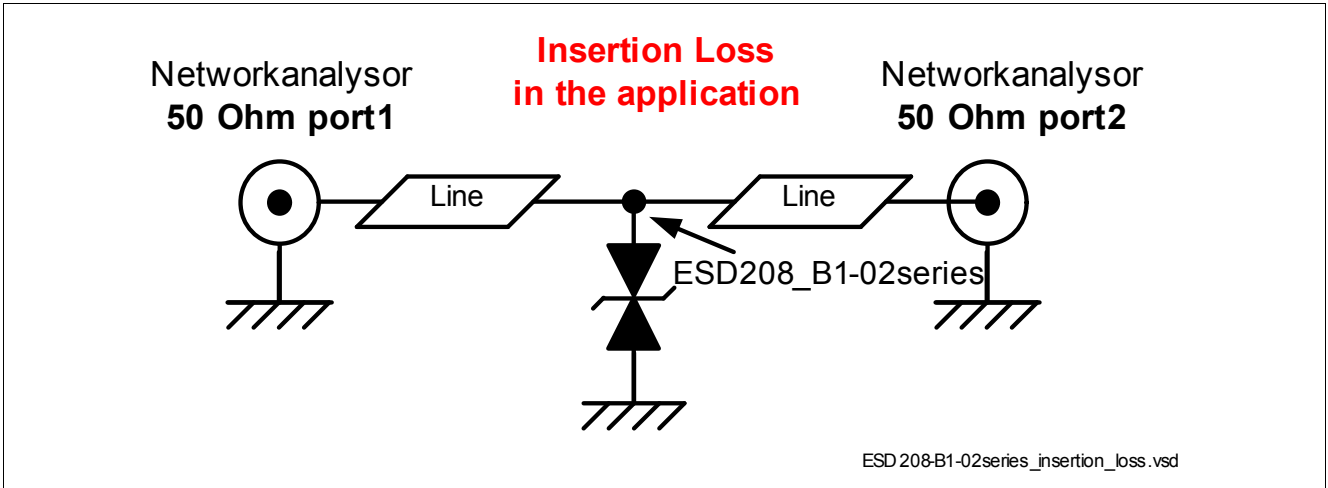 Insertion Loss
in the application
Networkanalysor
50 Ohm port1
Networkanalysor
50 Ohm port2
Line
Line
ESD208_B1-02series
ESD208-B1-02series_insertion_loss.vsd